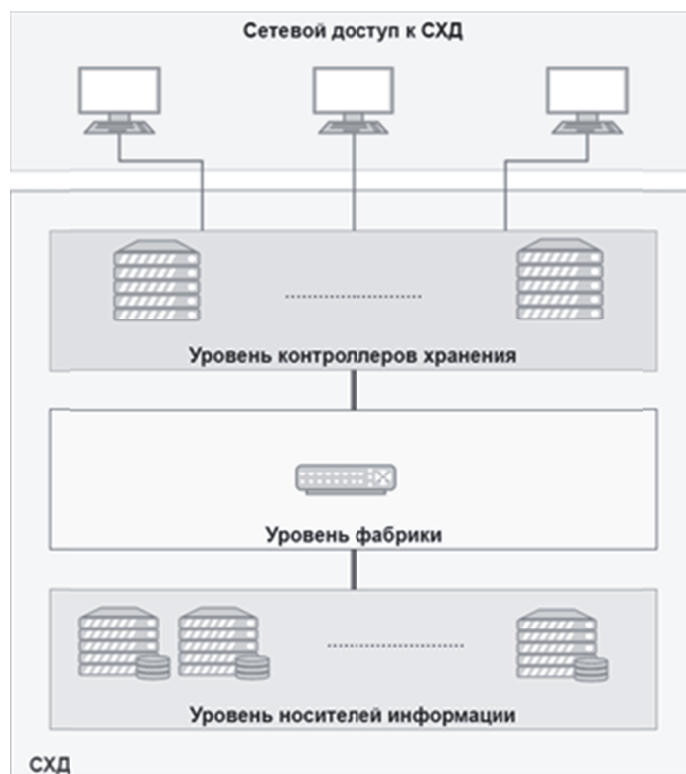 Сетевой доступ к СХД
Уровень контроллеров хранения
Уровень фабрики
Уровень носителей информации
СХД